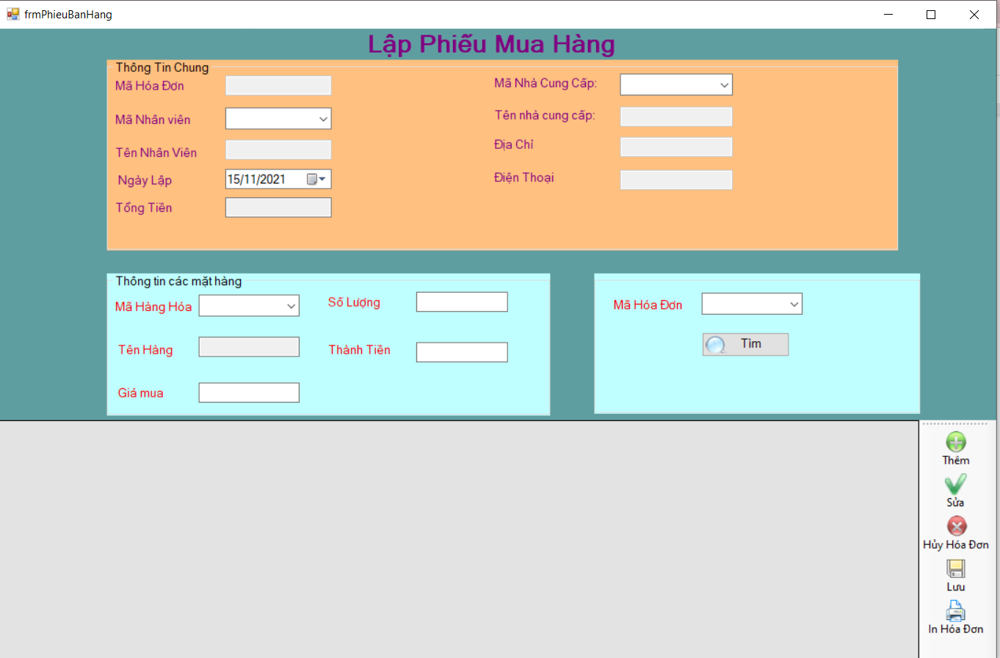 frmPhieuBanHang
Lập Phiếu Mua Hàng
Thông Tin Chung
Mã Hóa Đơn
Mã Nhân viên
Tên Nhân Viên
Ngày Lập
15/11/2021
Tổng Tiền
Mã Nhà Cung Cấp:
Tên nhà cung cấp:
Địa Chỉ
Điện Thoại
Thông tin các mặt hàng
Mã Hàng Hóa
Tên Hàng
Giá mua
Số Lượng
Thành Tiền
Mã Hóa Đơn
Tìm
Thêm
Sửa
Hủy Hóa Đơn
Lưu
In Hóa Đơn